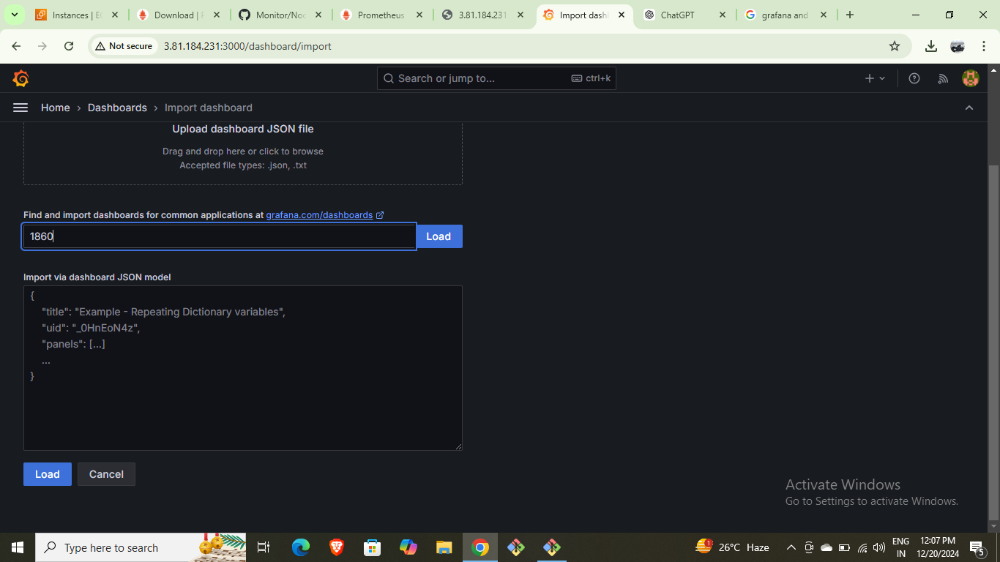 Instances | E
Download | P
Monitor/Noc
Prometheus
3.81.184.231
Import dash
ChatGPT
grafana and
Not secure
3.81.184.231:3000/dashboard/import
Search or jump to...
ctrl+k
Home › Dashboards › Import dashboard
Upload dashboard JSON file
Drag and drop here or click to browse
Accepted file types: .json, .txt
Find and import dashboards for common applications at grafana.com/dashboards
1860
Load
Import via dashboard JSON model
{
"title": "Example - Repeating Dictionary variables",
"uid": "_0HnEoN4z",
"panels": [...]
...
}
Load
Cancel
Activate Windows
Go to Settings to activate Windows.
Type here to search
1
26°C Haze
ENG
IN
12:07 PM
12/20/2024
5